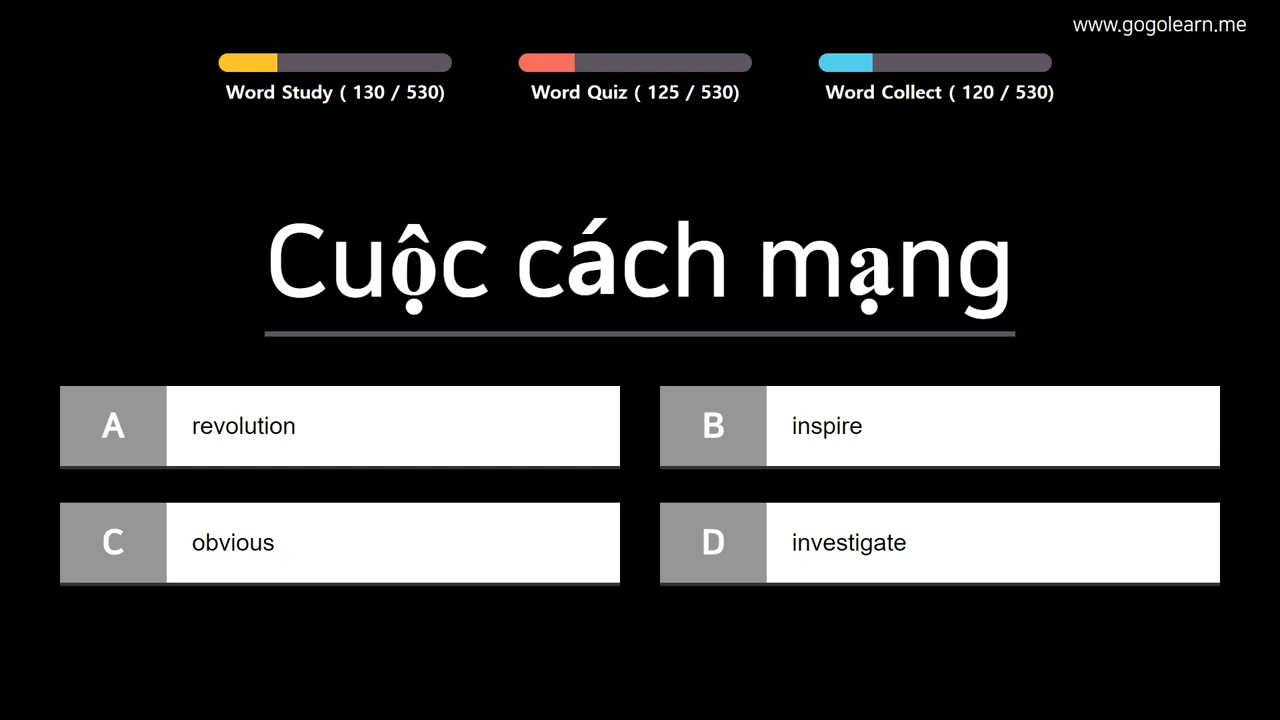 www.gogolearn.me
Word Study ( 130 / 530)
Word Quiz ( 125 / 530)
Word Collect ( 120 / 530)
Cuộc cách mạng
A revolution
B inspire
C obvious
D investigate